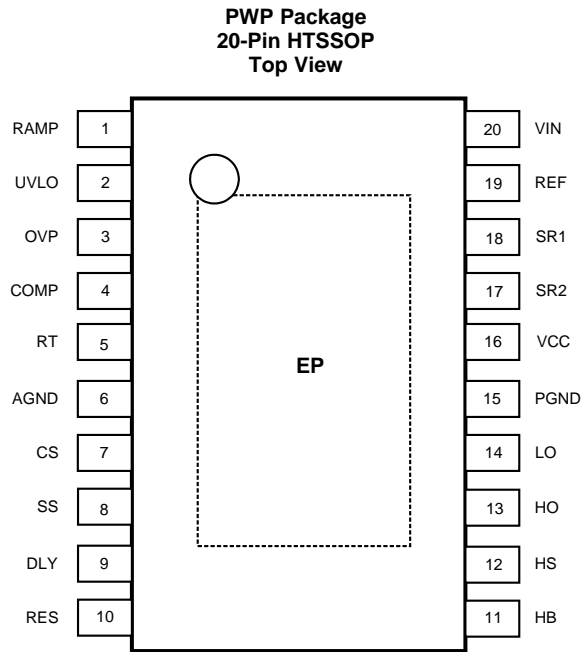 PWP Package
20-Pin HTSSOP
Top View
RAMP 1 20 VIN
UVLO 2 19 REF
OVP 3 18 SR1
COMP 4 17 SR2
RT 5 16 VCC
EP
AGND 6 15 PGND
CS 7 14 LO
SS 8 13 HO
DLY 9 12 HS
RES 10 11 HB